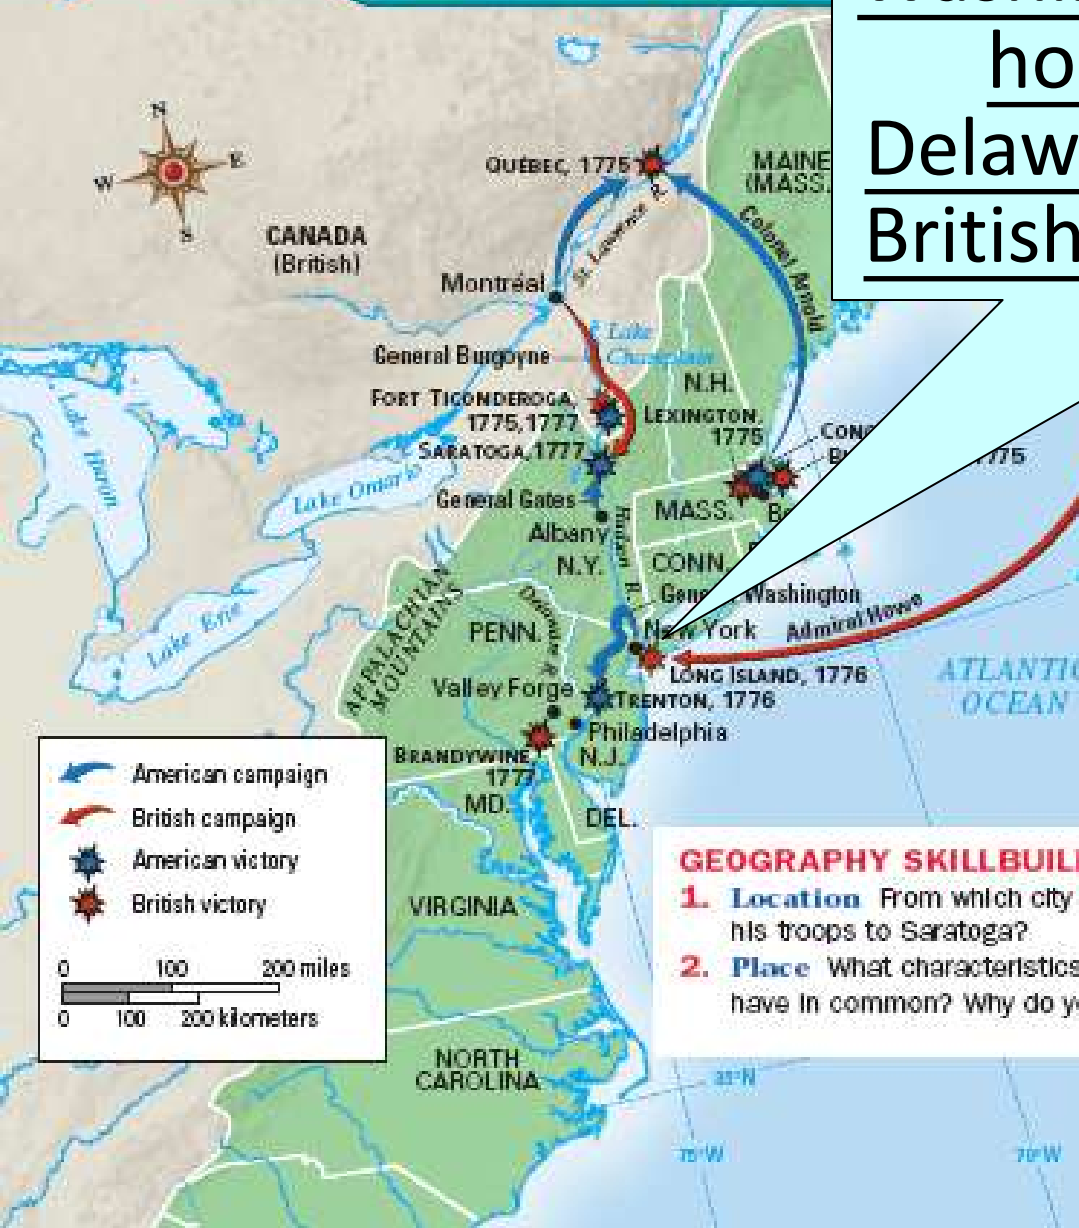 ho
Delaw
British
N
W E
S
QUÉBEC, 1775
MAINE
(MASS.
CANADA
(British)
St. Lawrence R.
Colonel Arnold
Montréal
Lake
Champlain
General Burgoyne
N.H.
FORT TICONDEROGA,
1775,1777
LEXINGTON,
1775
SARATOGA,1777
CONC
1775
Lake Huron
Lake Ontario
General Gates
MASS.
Albany
Hudson R.
N.Y.
CONN.
Washington
APPALACHIAN
MOUNTAINS
Delaware R.
Lake Erie
PENN.
New York
Admiral Howe
LONG ISLAND, 1776
ATLANTIC
OCEAN
Valley Forge
TRENTON, 1776
Philadelphia
BRANDYWINE,
1777
N.J.
MD.
DEL.
American campaign
British campaign
American victory
British victory
0 100 200 miles
0 100 200 kilometers
VIRGINIA
NORTH
CAROLINA
GEOGRAPHY SKILLBUIL
1. Location From which city
his troops to Saratoga?
2. Place What characteristics
have in common? Why do y
35°N
75°W
70°W